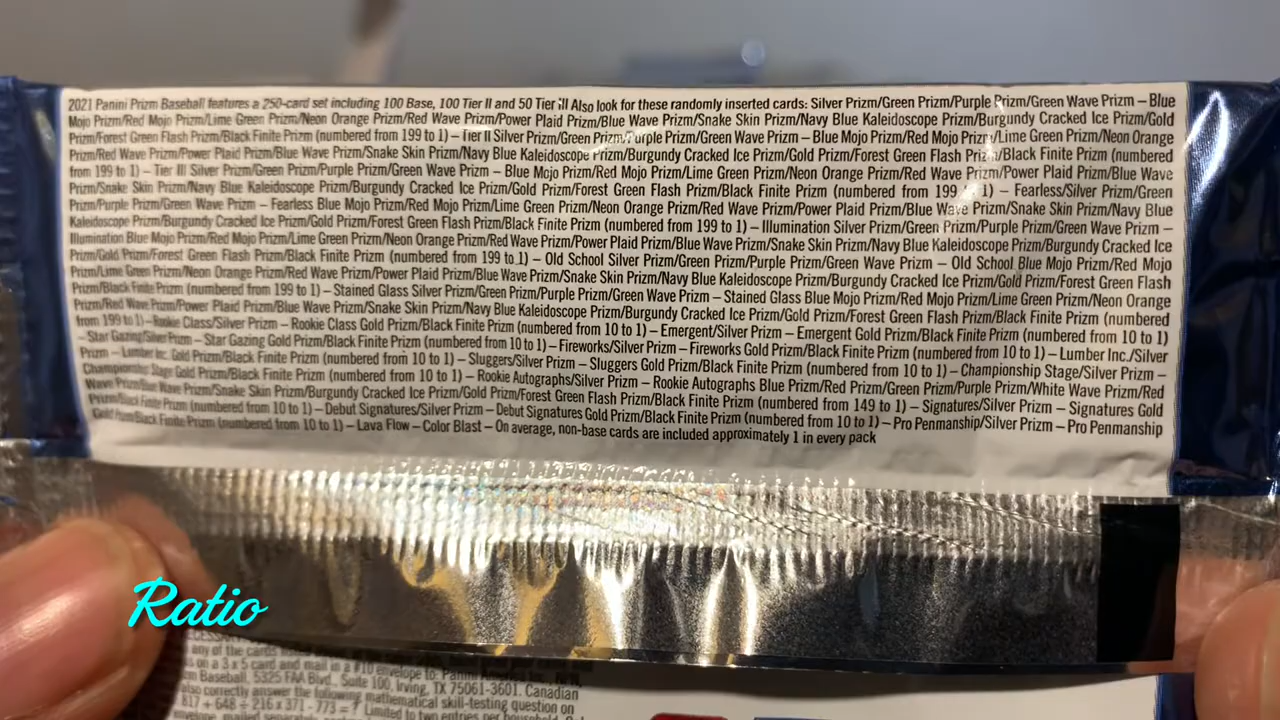 2021 Panini Prizm Baseball features a 250-card set including 100 Base, 100 Tier II and 50 Tier III Also look for these randomly inserted cards: Silver Prizm/Green Prizm/Purple Prizm/Green Wave Prizm – Blue
Mojo Prizm/Red Mojo Prizm/Lime Green Prizm/Neon Orange Prizm/Red Wave Prizm/Power Plaid Prizm/Blue Wave Prizm/Snake Skin Prizm/Navy Blue Kaleidoscope Prizm/Burgundy Cracked Ice Prizm/Gold
Prizm/Forest Green Flash Prizm/Black Finite Prizm (numbered from 199 to 1) – Tier II Silver Prizm/Green Prizm/Purple Prizm/Green Wave Prizm – Blue Mojo Prizm/Red Mojo Prizm/Lime Green Prizm/Neon Orange
Prizm/Red Wave Prizm/Power Plaid Prizm/Blue Wave Prizm/Snake Skin Prizm/Navy Blue Kaleidoscope Prizm/Burgundy Cracked Ice Prizm/Gold Prizm/Forest Green Flash Prizm/Black Finite Prizm (numbered
from 199 to 1) – Tier III Silver Prizm/Green Prizm/Purple Prizm/Green Wave Prizm – Blue Mojo Prizm/Red Mojo Prizm/Lime Green Prizm/Neon Orange Prizm/Red Wave Prizm/Power Plaid Prizm/Blue Wave
Prizm/Snake Skin Prizm/Navy Blue Kaleidoscope Prizm/Burgundy Cracked Ice Prizm/Gold Prizm/Forest Green Flash Prizm/Black Finite Prizm (numbered from 199 to 1) – Fearless/Silver Prizm/Green
Prizm/Purple Prizm/Green Wave Prizm – Fearless Blue Mojo Prizm/Red Mojo Prizm/Lime Green Prizm/Neon Orange Prizm/Red Wave Prizm/Power Plaid Prizm/Blue Wave Prizm/Snake Skin Prizm/Navy Blue
Kaleidoscope Prizm/Burgundy Cracked Ice Prizm/Gold Prizm/Forest Green Flash Prizm/Black Finite Prizm (numbered from 199 to 1) – Illumination Silver Prizm/Green Prizm/Purple Prizm/Green Wave Prizm –
Illumination Blue Mojo Prizm/Red Mojo Prizm/Lime Green Prizm/Neon Orange Prizm/Red Wave Prizm/Power Plaid Prizm/Blue Wave Prizm/Snake Skin Prizm/Navy Blue Kaleidoscope Prizm/Burgundy Cracked Ice
Prizm/Gold Prizm/Forest Green Flash Prizm/Black Finite Prizm (numbered from 199 to 1) – Old School Silver Prizm/Green Prizm/Purple Prizm/Green Wave Prizm – Old School Blue Mojo Prizm/Red Mojo
Prizm/Lime Green Prizm/Neon Orange Prizm/Red Wave Prizm/Power Plaid Prizm/Blue Wave Prizm/Snake Skin Prizm/Navy Blue Kaleidoscope Prizm/Burgundy Cracked Ice Prizm/Gold Prizm/Forest Green Flash
Prizm/Black Finite Prizm (numbered from 199 to 1) – Stained Glass Silver Prizm/Green Prizm/Purple Prizm/Green Wave Prizm – Stained Glass Blue Mojo Prizm/Red Mojo Prizm/Lime Green Prizm/Neon Orange
Prizm/Red Wave Prizm/Power Plaid Prizm/Blue Wave Prizm/Snake Skin Prizm/Navy Blue Kaleidoscope Prizm/Burgundy Cracked Ice Prizm/Gold Prizm/Forest Green Flash Prizm/Black Finite Prizm (numbered
from 199 to 1) – Rookie Class/Silver Prizm – Rookie Class Gold Prizm/Black Finite Prizm (numbered from 10 to 1) – Emergent/Silver Prizm – Emergent Gold Prizm/Black Finite Prizm (numbered from 10 to 1)
– Star Gazing/Silver Prizm – Star Gazing Gold Prizm/Black Finite Prizm (numbered from 10 to 1) – Fireworks/Silver Prizm – Fireworks Gold Prizm/Black Finite Prizm (numbered from 10 to 1) – Lumber Inc./Silver
Prizm – Lumber Inc. Gold Prizm/Black Finite Prizm (numbered from 10 to 1) – Sluggers/Silver Prizm – Sluggers Gold Prizm/Black Finite Prizm (numbered from 10 to 1) – Championship Stage/Silver Prizm –
Championship Stage Gold Prizm/Black Finite Prizm (numbered from 10 to 1) – Rookie Autographs/Silver Prizm – Rookie Autographs Blue Prizm/Red Prizm/Green Prizm/Purple Prizm/White Wave Prizm/Red
Wave Prizm/Blue Wave Prizm/Snake Skin Prizm/Burgundy Cracked Ice Prizm/Gold Prizm/Forest Green Flash Prizm/Black Finite Prizm (numbered from 149 to 1) – Signatures/Silver Prizm – Signatures Gold
Prizm/Black Finite Prizm (numbered from 10 to 1) – Debut Signatures/Silver Prizm – Debut Signatures Gold Prizm/Black Finite Prizm (numbered from 10 to 1) – Pro Penmanship/Silver Prizm – Pro Penmanship
Gold Prizm/Black Finite Prizm (numbered from 10 to 1) – Lava Flow – Color Blast – On average, non-base cards are included approximately 1 in every pack
Ratio
any of the cards
on a 3 x 5 card and mail in a #10 envelope to: Panini America
Baseball, 5325 FAA Blvd., Suite 100, Irving, TX 75061-3601. Canadian
also correctly answer the following mathematical skill-testing question on
817 + 648 ÷ 216 x 371 - 773 = ? Limited to two entries per household.
envelope mailed separately